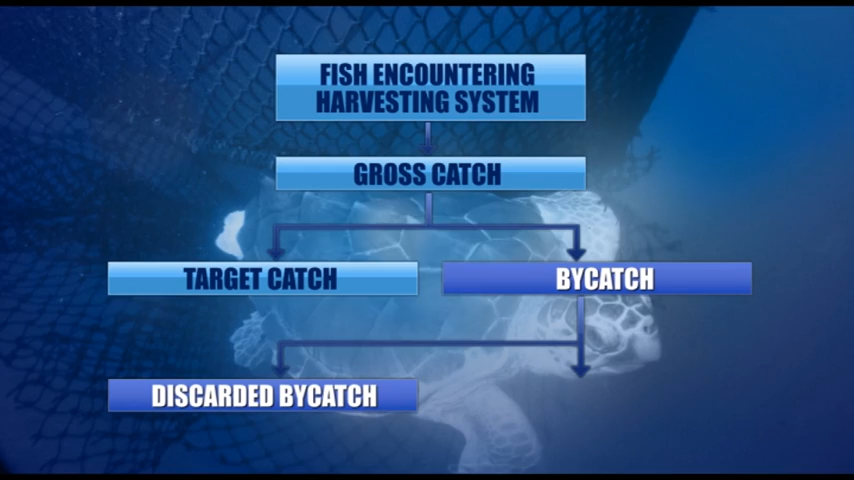 FISH ENCOUNTERING
HARVESTING SYSTEM
GROSS CATCH
TARGET CATCH
BYCATCH
DISCARDED BYCATCH